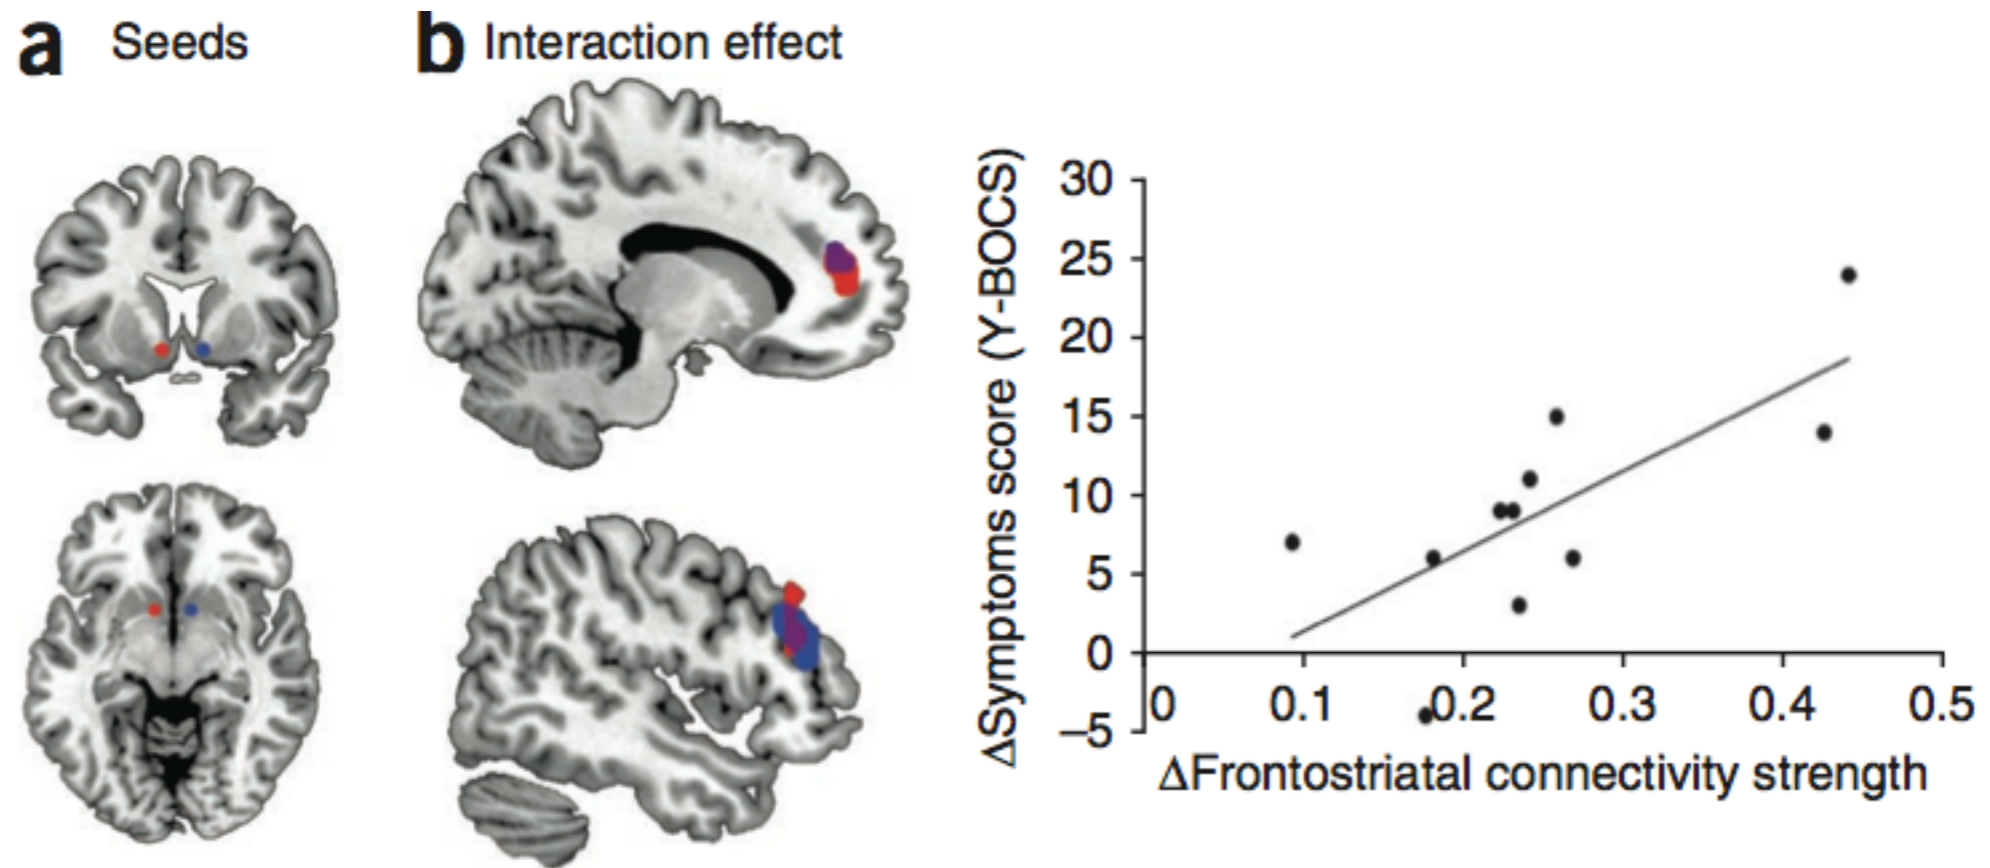 a Seeds
b Interaction effect
ΔSymptoms score (Y-BOCS)
30
25
20
15
10
5
0
–5
0 0.1 0.2 0.3 0.4 0.5
ΔFrontostriatal connectivity strength